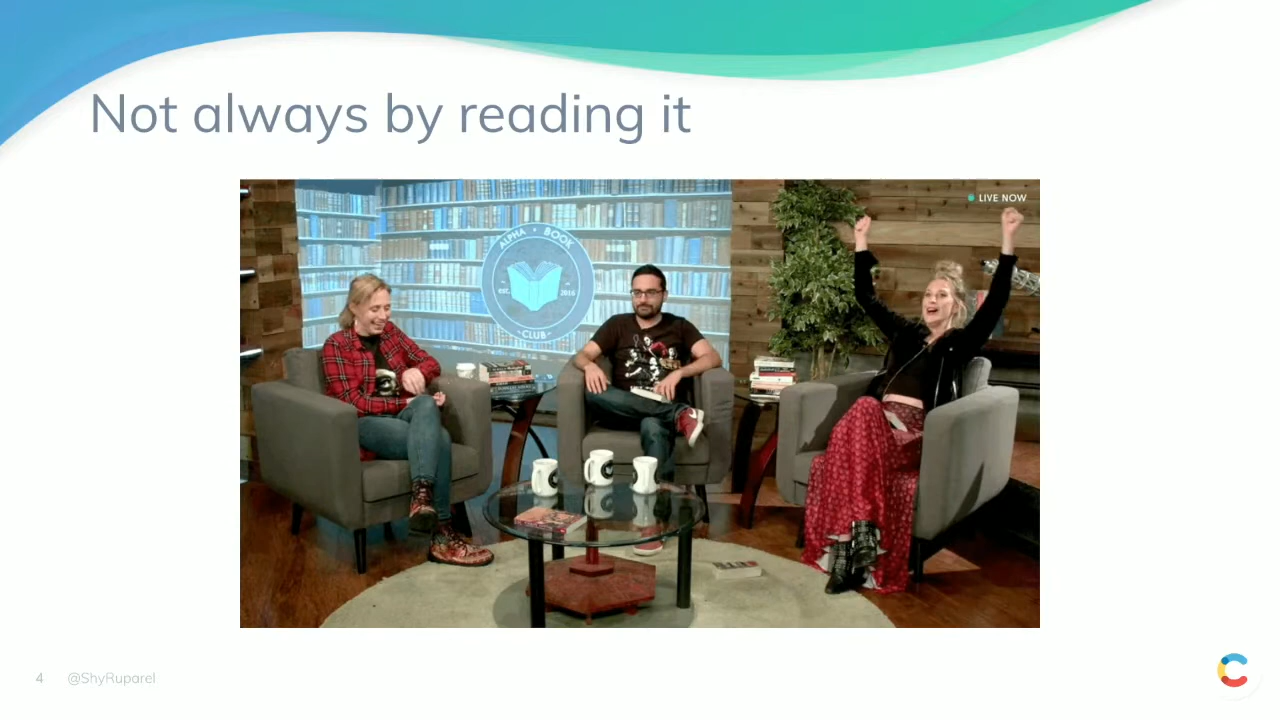 Not always by reading it
LIVE NOW
ALPHA • BOOK
est. 2016
• CLUB •
4 @ShyRuparel